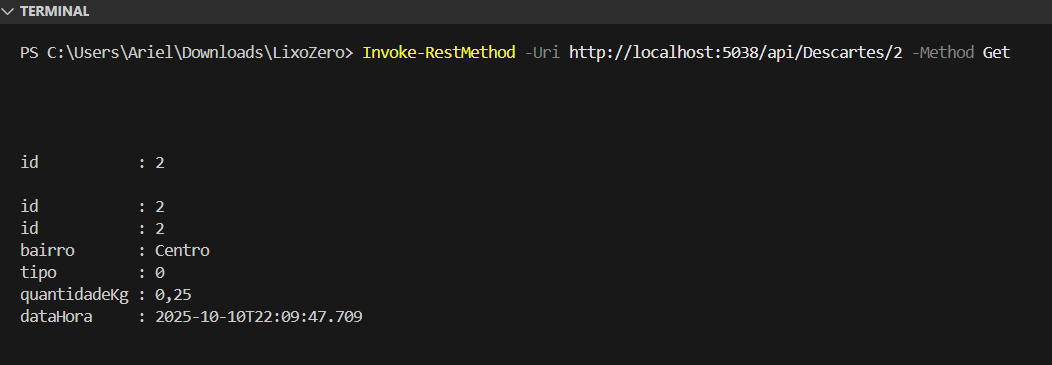 TERMINAL
PS C:\Users\Ariel\Downloads\LixoZero> Invoke-RestMethod -Uri http://localhost:5038/api/Descartes/2 -Method Get
id : 2
id : 2
id : 2
bairro : Centro
tipo : 0
quantidadeKg : 0,25
dataHora : 2025-10-10T22:09:47.709